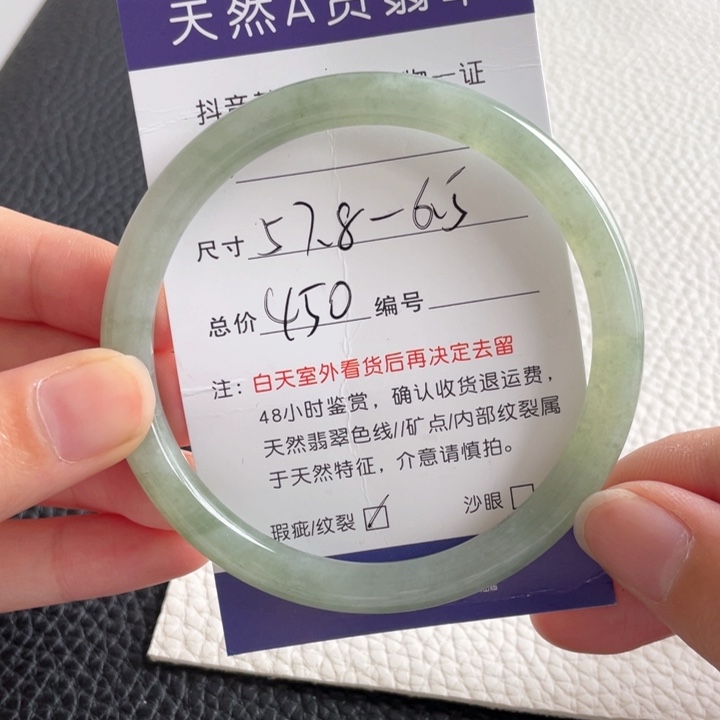 天然A货翡翠
抖音 物一证
尺寸 57.8-6.5
总价 450 编号
注: 白天室外看货后再决定去留
48小时鉴赏，确认收货退运费，
天然翡翠色线//矿点/内部纹裂属
于天然特征，介意请慎拍。
瑕疵/纹裂 ☑ 沙眼 □